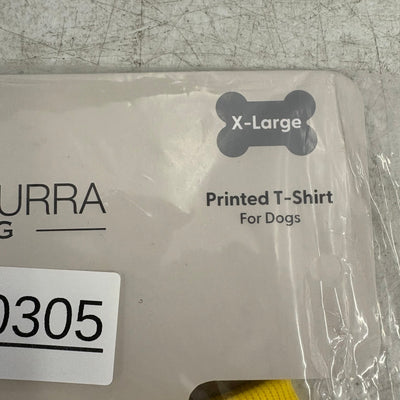 X-Large
URRA
G
Printed T-Shirt
For Dogs
0305